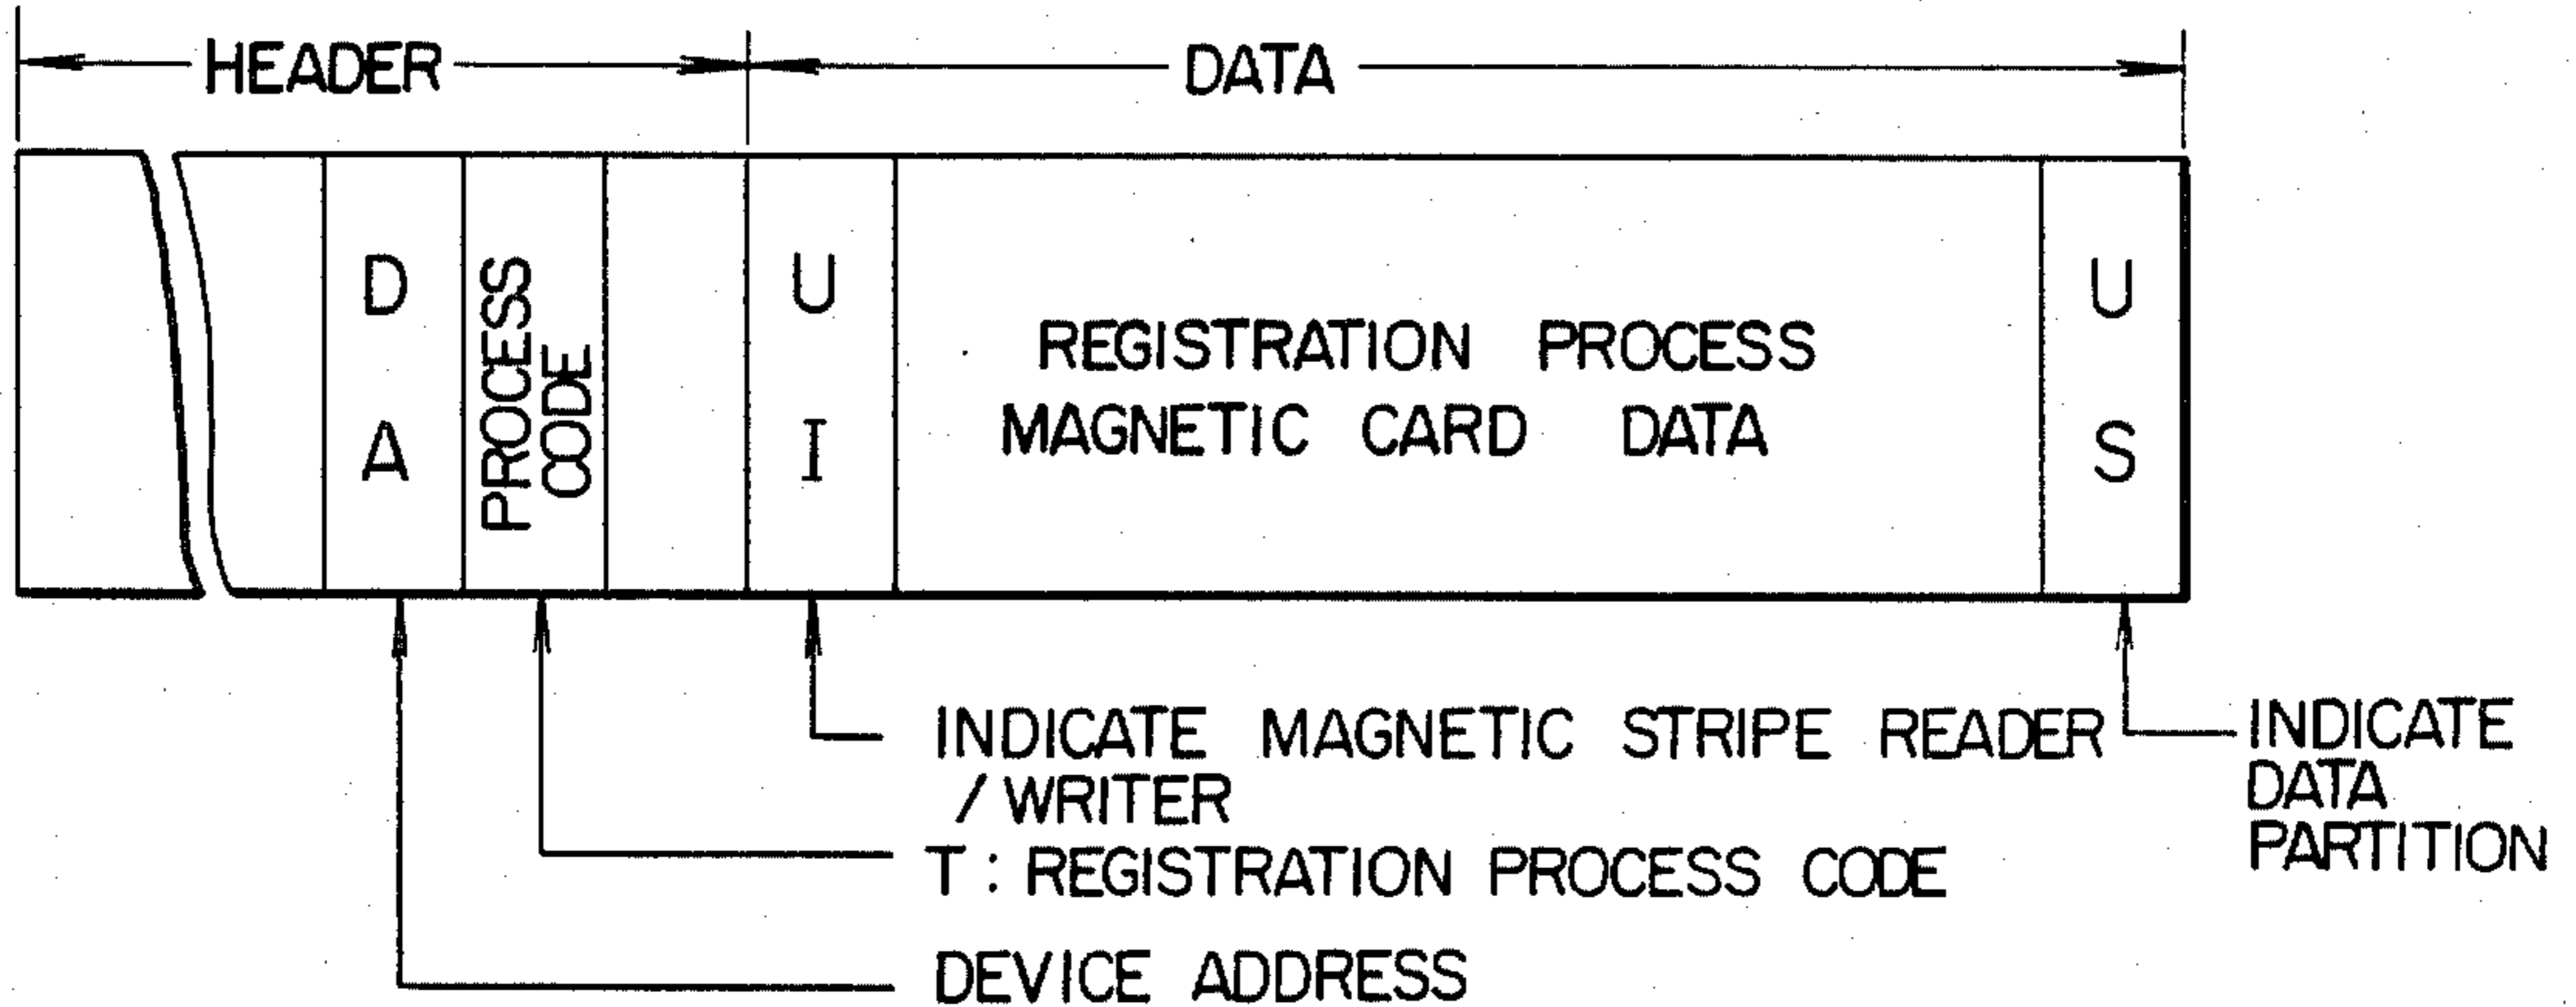 HEADER
DATA
D
A
PROCESS
CODE
U
I
REGISTRATION PROCESS
MAGNETIC CARD DATA
U
S
INDICATE MAGNETIC STRIPE READER
/ WRITER
T : REGISTRATION PROCESS CODE
DEVICE ADDRESS
INDICATE
DATA
PARTITION